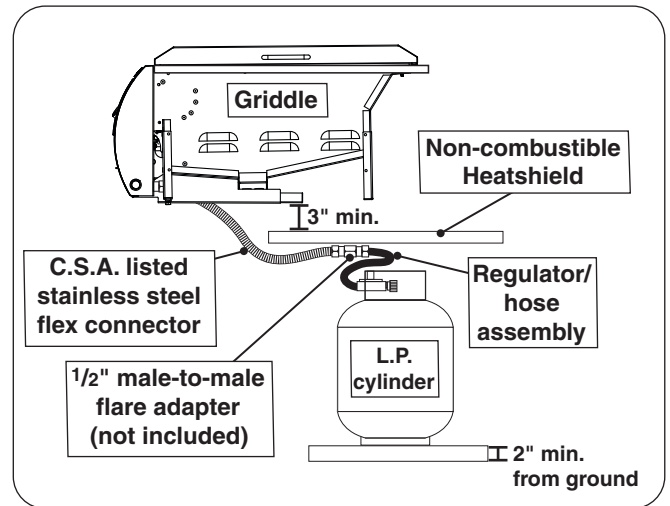 Griddle
Non-combustible
Heatshield
3" min.
C.S.A. listed
stainless steel
flex connector
Regulator/
hose
assembly
L.P.
cylinder
1/2" male-to-male
flare adapter
(not included)
2" min.
from ground